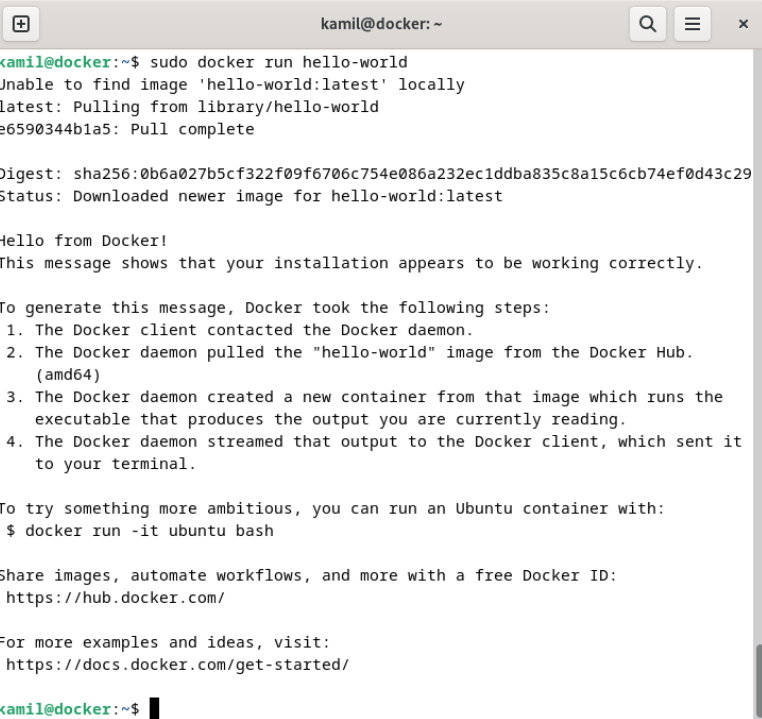 kamil@docker: ~
kamil@docker:~$ sudo docker run hello-world
Unable to find image 'hello-world:latest' locally
latest: Pulling from library/hello-world
e6590344b1a5: Pull complete
Digest: sha256:0b6a027b5cf322f09f6706c754e086a232ec1ddba835c8a15c6cb74ef0d43c29
Status: Downloaded newer image for hello-world:latest
Hello from Docker!
This message shows that your installation appears to be working correctly.
To generate this message, Docker took the following steps:
1. The Docker client contacted the Docker daemon.
2. The Docker daemon pulled the "hello-world" image from the Docker Hub.
(amd64)
3. The Docker daemon created a new container from that image which runs the
executable that produces the output you are currently reading.
4. The Docker daemon streamed that output to the Docker client, which sent it
to your terminal.
To try something more ambitious, you can run an Ubuntu container with:
$ docker run -it ubuntu bash
Share images, automate workflows, and more with a free Docker ID:
https://hub.docker.com/
For more examples and ideas, visit:
https://docs.docker.com/get-started/
kamil@docker:~$